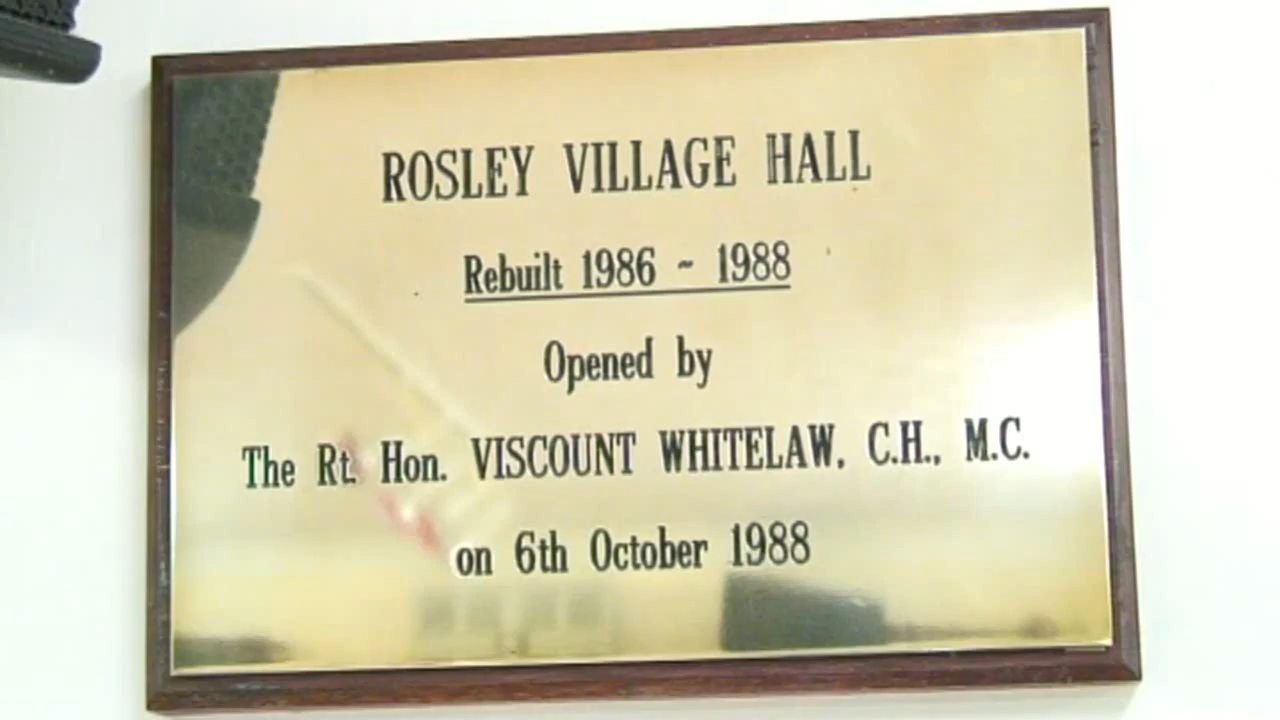 ROSLEY VILLAGE HALL
Rebuilt 1986 ~ 1988
Opened by
The Rt. Hon. VISCOUNT WHITELAW, C.H., M.C.
on 6th October 1988